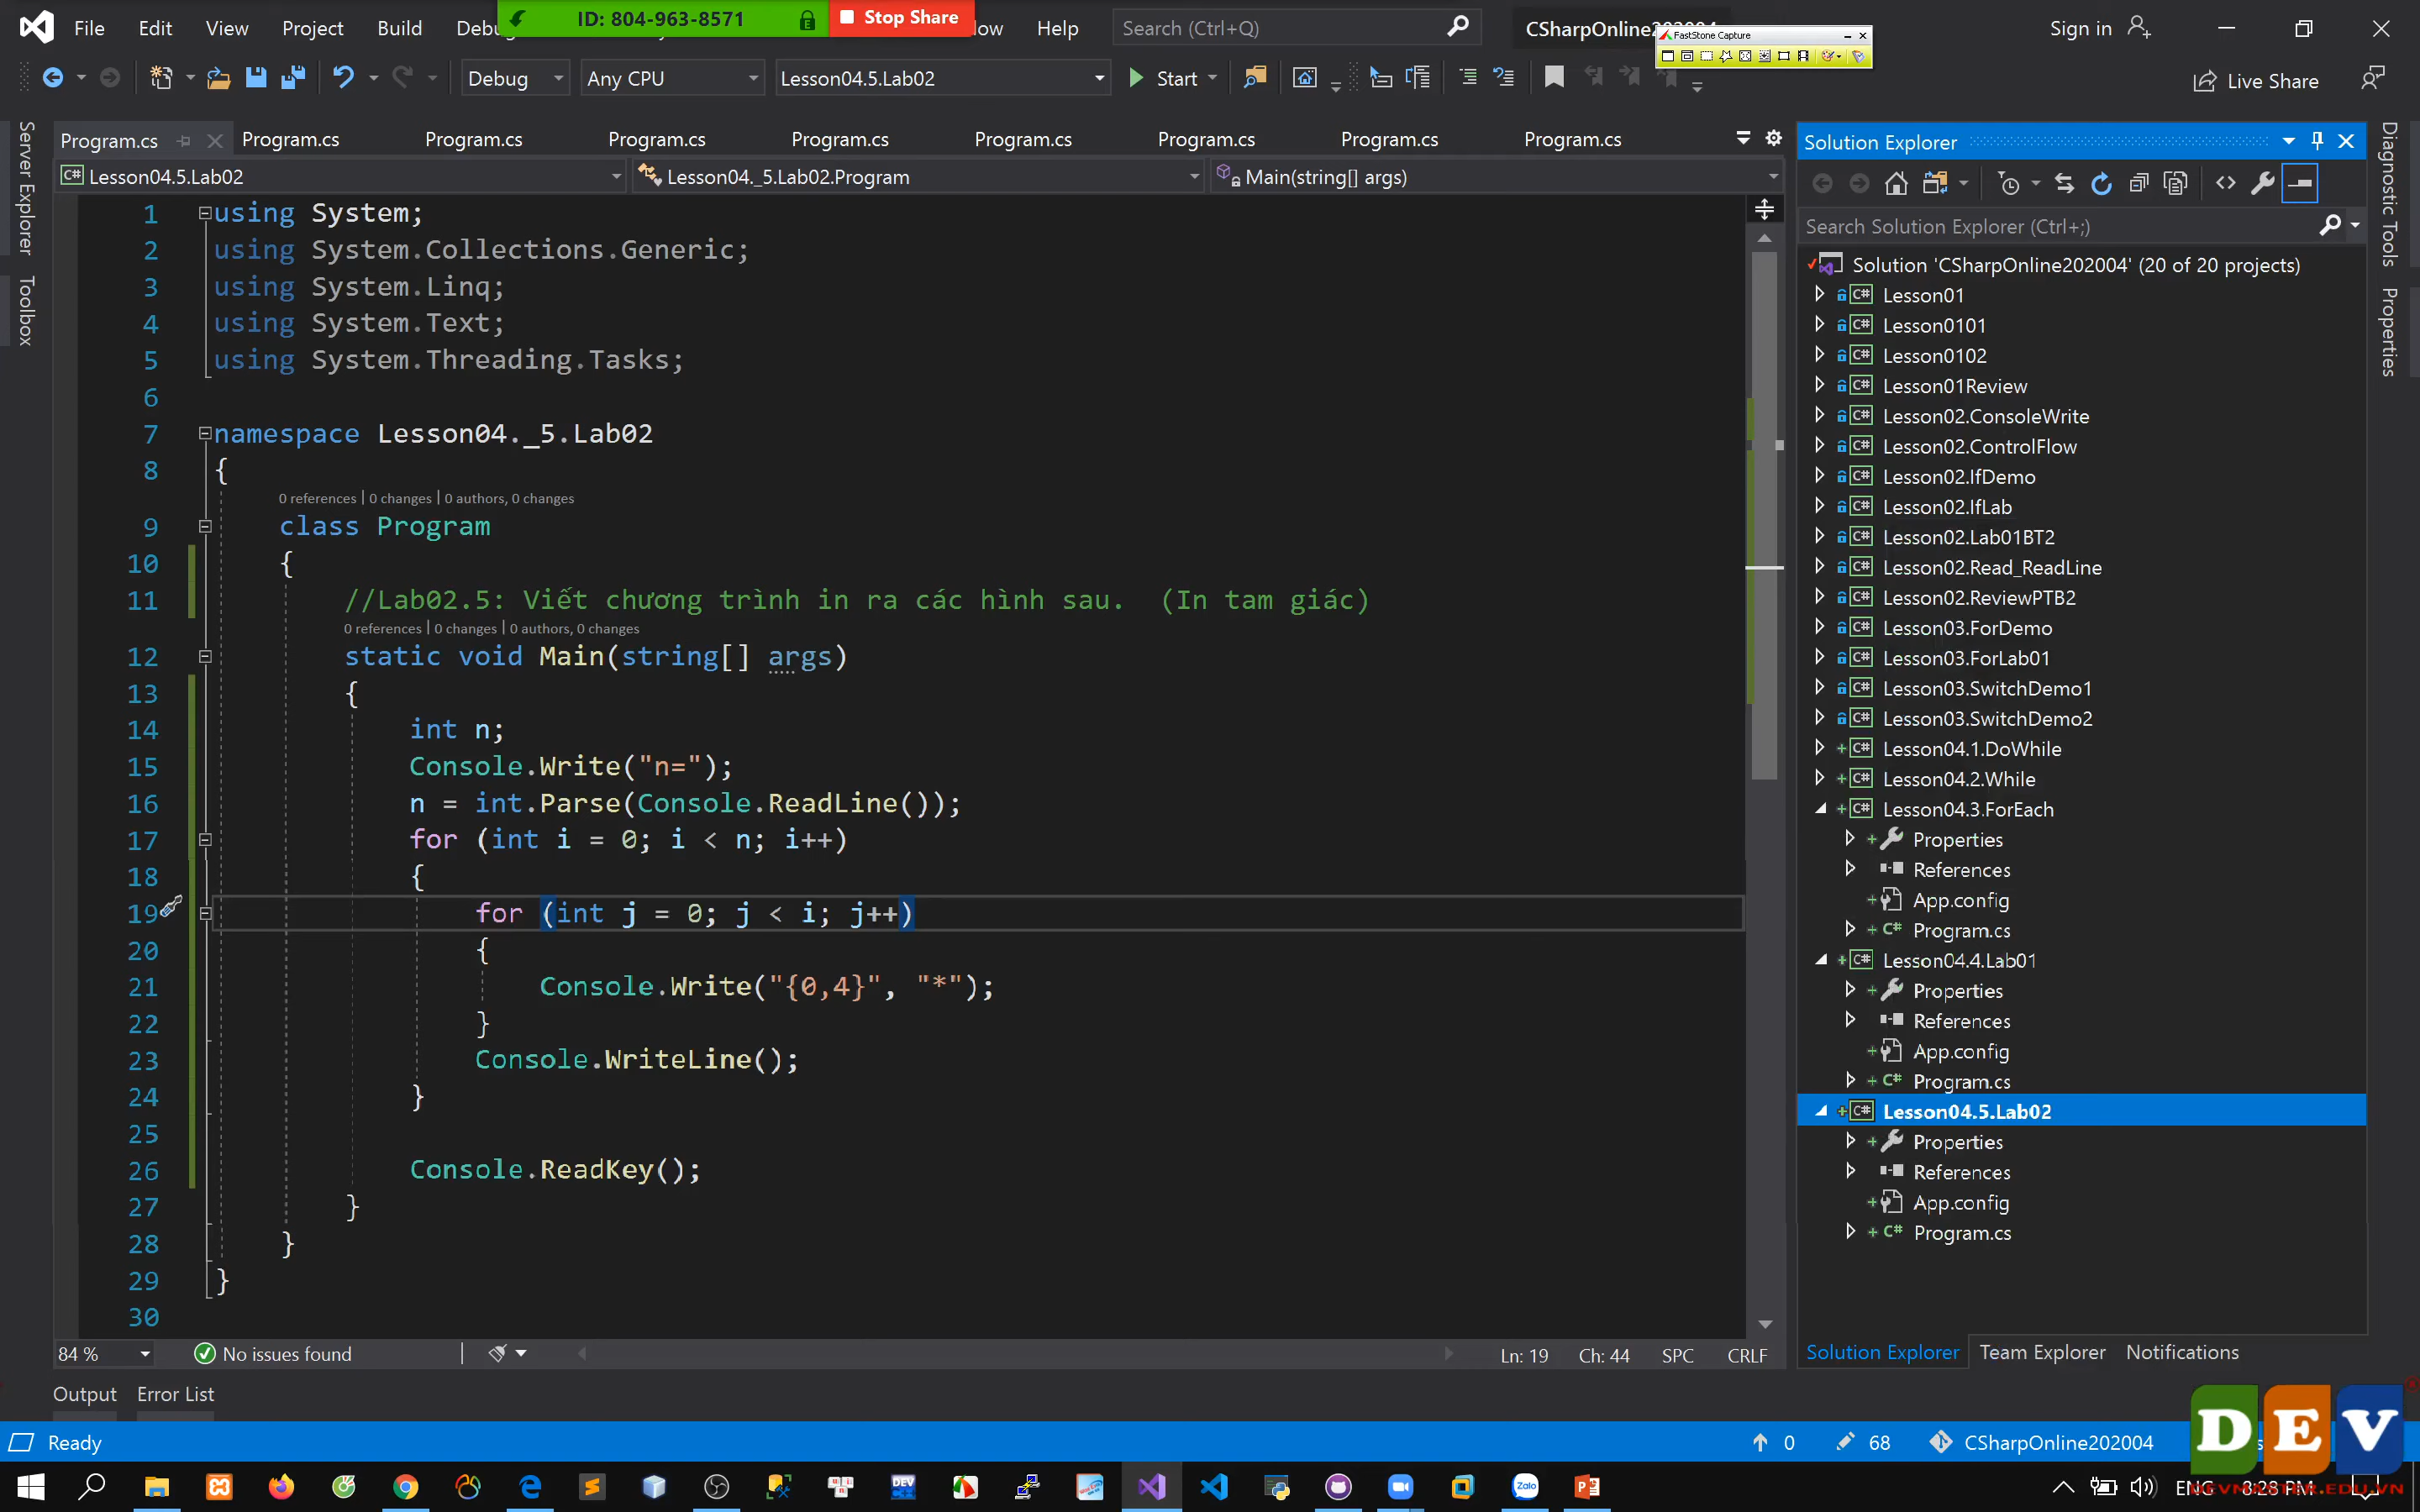 File Edit View Project Build Debug ID: 804-963-8571 Stop Share Help Search (Ctrl+Q) Sign in
FastStone Capture
Debug Any CPU Lesson04.5.Lab02 Start Live Share
Program.cs Program.cs Program.cs Program.cs Program.cs Program.cs Program.cs Program.cs Program.cs
Lesson04.5.Lab02 Lesson04._5.Lab02.Program Main(string[] args)
Server Explorer
Toolbox
1 using System;
2 using System.Collections.Generic;
3 using System.Linq;
4 using System.Text;
5 using System.Threading.Tasks;
6
7 namespace Lesson04._5.Lab02
8 {
0 references | 0 changes | 0 authors, 0 changes
9 class Program
10 {
11 //Lab02.5: Viết chương trình in ra các hình sau. (In tam giác)
0 references | 0 changes | 0 authors, 0 changes
12 static void Main(string[] args)
13 {
14 int n;
15 Console.Write("n=");
16 n = int.Parse(Console.ReadLine());
17 for (int i = 0; i < n; i++)
18 {
19 for (int j = 0; j < i; j++)
20 {
21 Console.Write("{0,4}", "*");
22 }
23 Console.WriteLine();
24 }
25
26 Console.ReadKey();
27 }
28 }
29 }
30
84 % No issues found Ln: 19 Ch: 44 SPC CRLF
Output Error List
Solution Explorer
Search Solution Explorer (Ctrl+;)
Solution 'CSharpOnline202004' (20 of 20 projects)
Lesson01
Lesson0101
Lesson0102
Lesson01Review
Lesson02.ConsoleWrite
Lesson02.ControlFlow
Lesson02.IfDemo
Lesson02.IfLab
Lesson02.Lab01BT2
Lesson02.Read_ReadLine
Lesson02.ReviewPTB2
Lesson03.ForDemo
Lesson03.ForLab01
Lesson03.SwitchDemo1
Lesson03.SwitchDemo2
Lesson04.1.DoWhile
Lesson04.2.While
Lesson04.3.ForEach
Properties
References
App.config
Program.cs
Lesson04.4.Lab01
Properties
References
App.config
Program.cs
Lesson04.5.Lab02
Properties
References
App.config
Program.cs
Solution Explorer Team Explorer Notifications
Diagnostic Tools
Properties
Ready 0 68 CSharpOnline202004
DEV
ENG 8:28 PM
DEVMASTER.EDU.VN